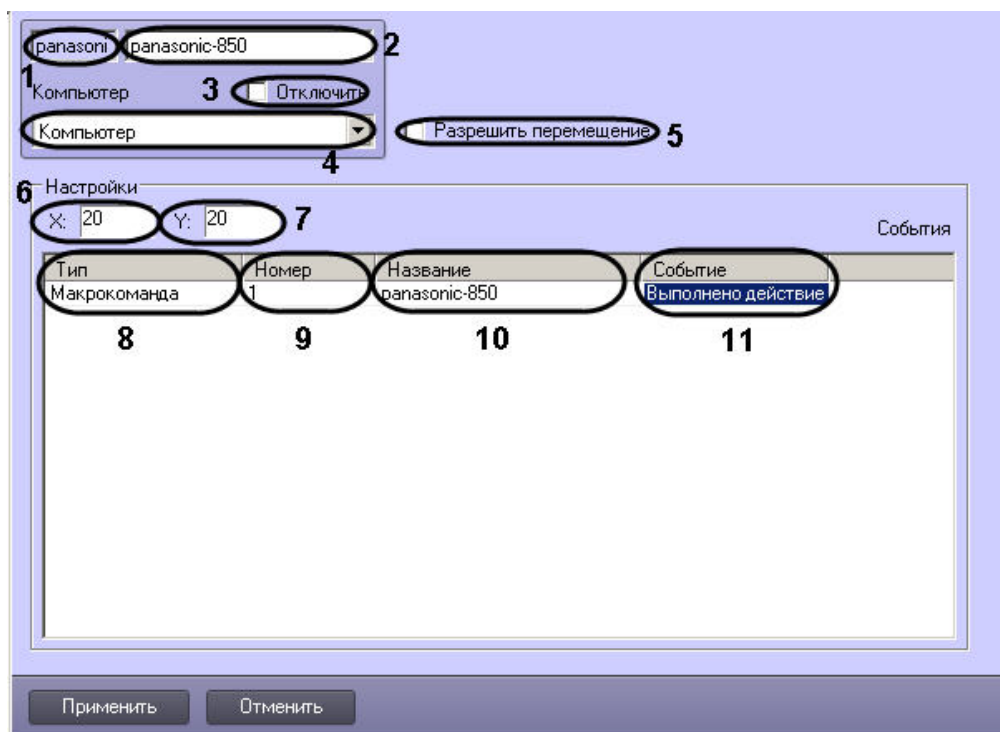 panasoni panasonic-850 2
1 Компьютер 3 Отключить
Компьютер Разрешить перемещение 5
4
6 Настройки
X: 20 Y: 20 7 События
Тип Номер Название Событие
Макрокоманда 1 panasonic-850 Выполнено действие
8 9 10 11
Применить Отменить